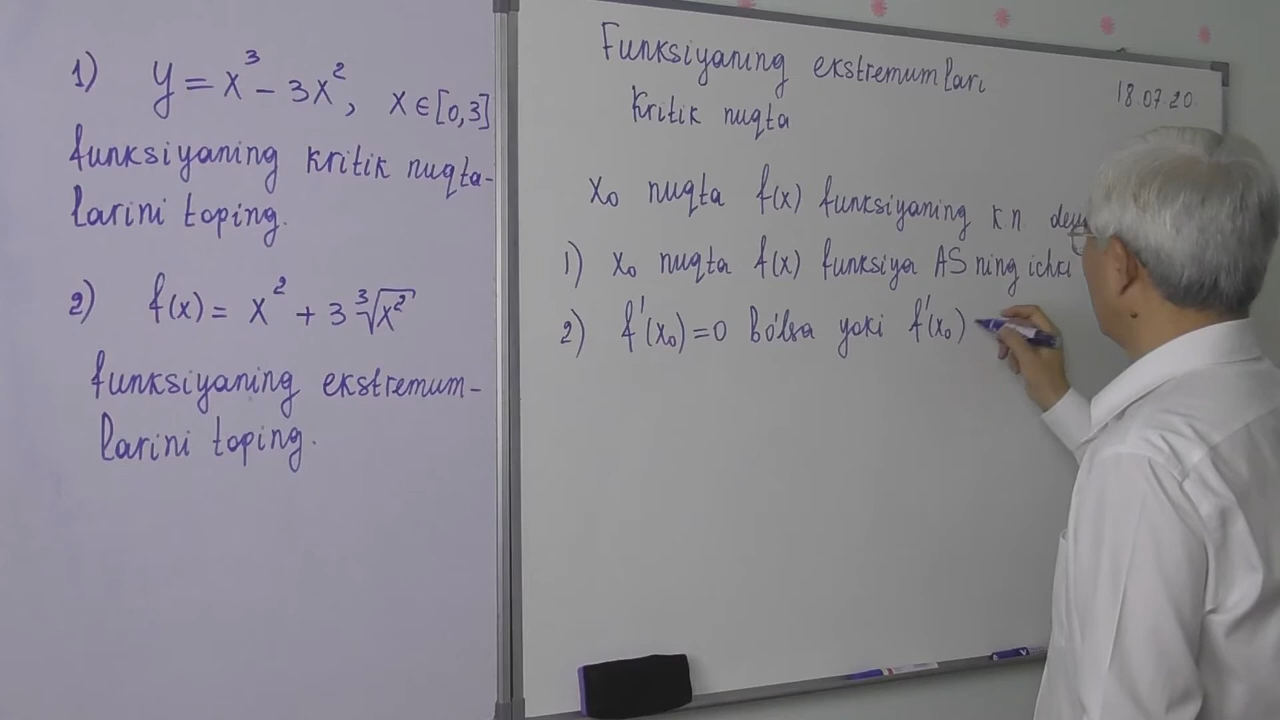 1) y = x³ - 3x², x ∈ [0,3]
funksiyaning kritik nuqta-
larini toping.
2) f(x) = x² + 3∛x²
funksiyaning ekstremum-
larini toping.
Funksiyaning ekstremumlari
Kritik nuqta
18.07.20.
x₀ nuqta f(x) funksiyaning k.n.
1) x₀ nuqta f(x) funksiya AS ning ichki
2) f'(x₀)=0 bo'lsa yoki f'(x₀)